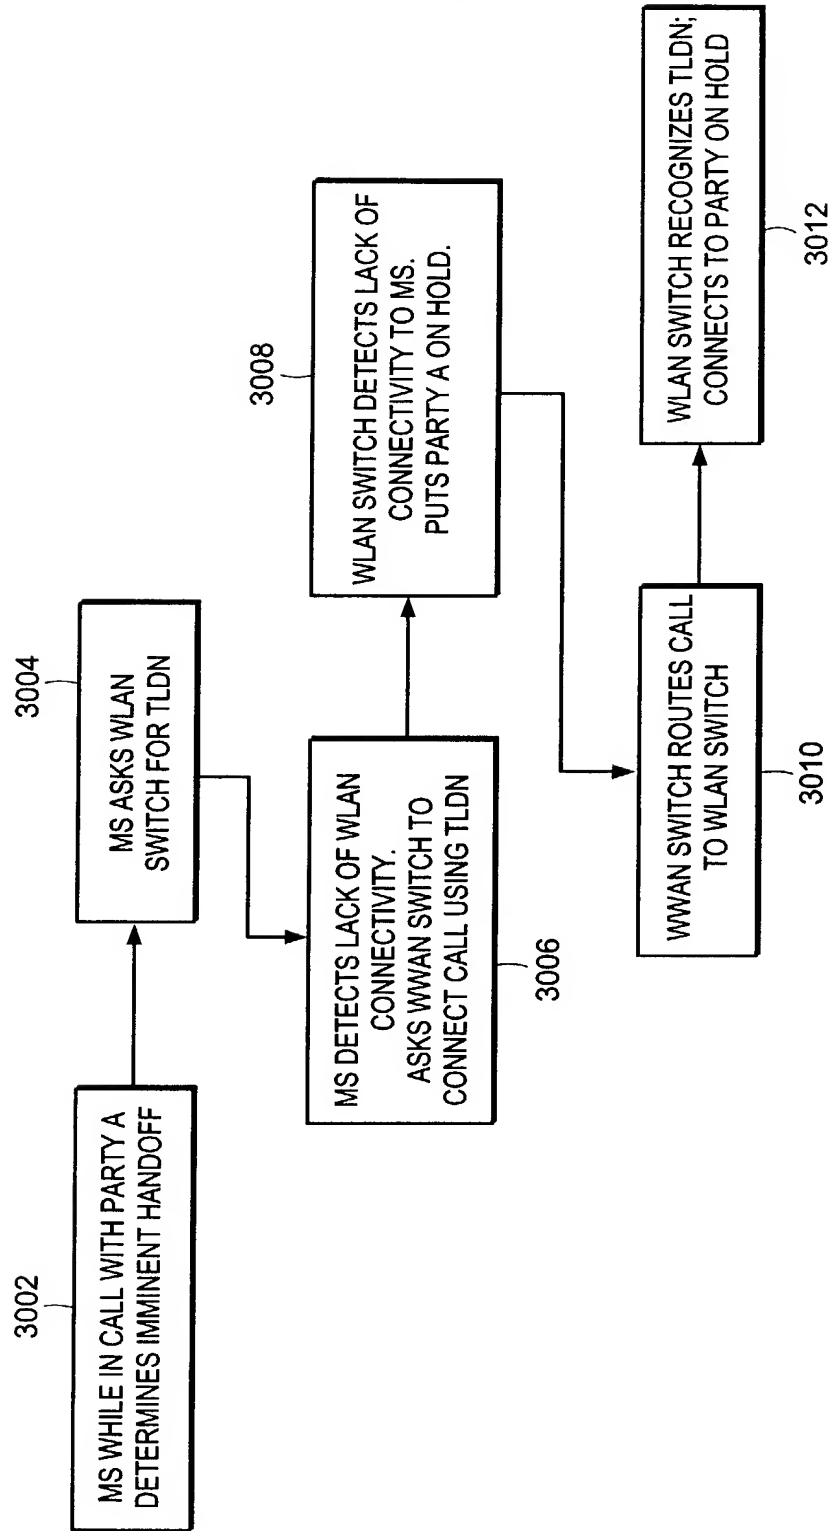 3002
MS WHILE IN CALL WITH PARTY A
DETERMINES IMMINENT HANDOFF
3004
MS ASKS WLAN
SWITCH FOR TLDN
MS DETECTS LACK OF WLAN
CONNECTIVITY.
ASKS WWAN SWITCH TO
CONNECT CALL USING TLDN
3006
3008
WLAN SWITCH DETECTS LACK OF
CONNECTIVITY TO MS.
PUTS PARTY A ON HOLD.
WWAN SWITCH ROUTES CALL
TO WLAN SWITCH
3010
WLAN SWITCH RECOGNIZES TLDN;
CONNECTS TO PARTY ON HOLD
3012